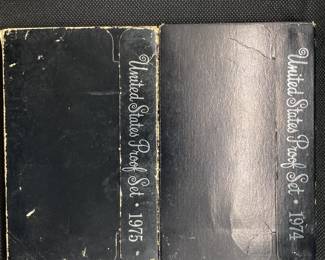 United States Proof Set • 1975 •
United States Proof Set • 1974